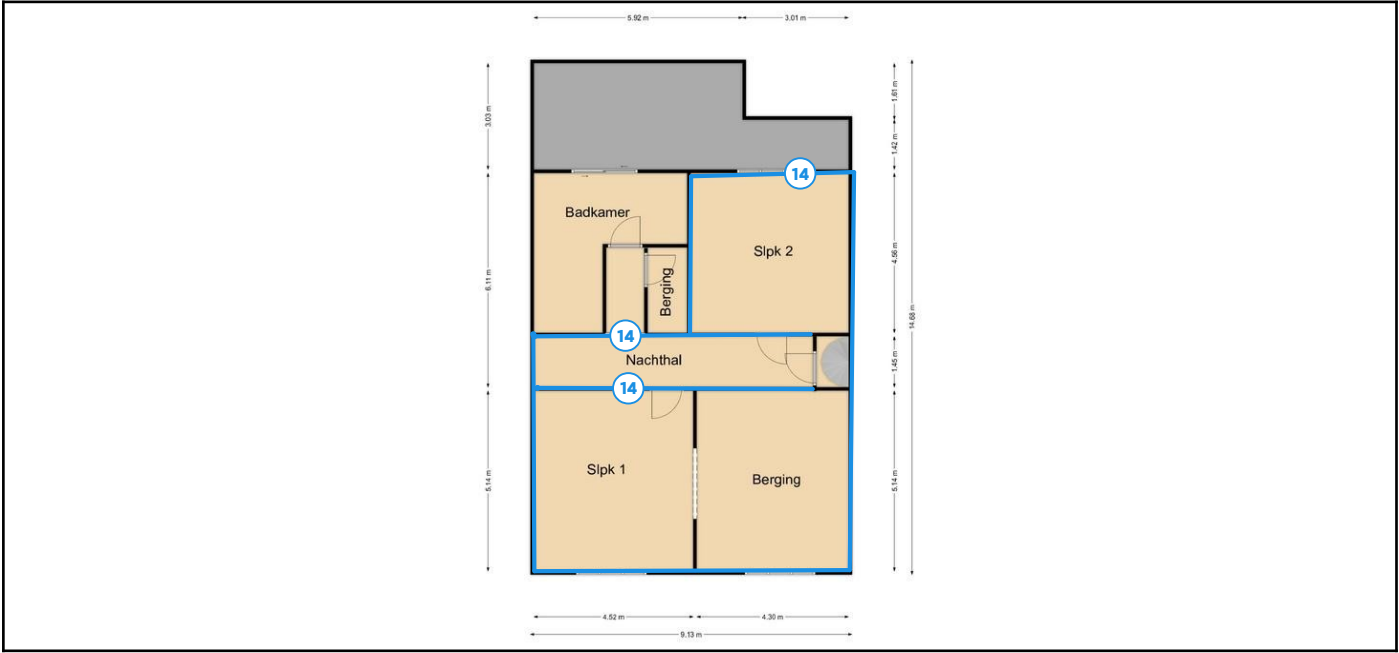 5.92 m
3.01 m
3.03 m
1.61 m
1.42 m
14
Badkamer
Slpk 2
Berging
6.11 m
4.56 m
14.68 m
14
Nachthal
1.45 m
14
Slpk 1
Berging
5.14 m
5.14 m
4.52 m
4.30 m
9.13 m